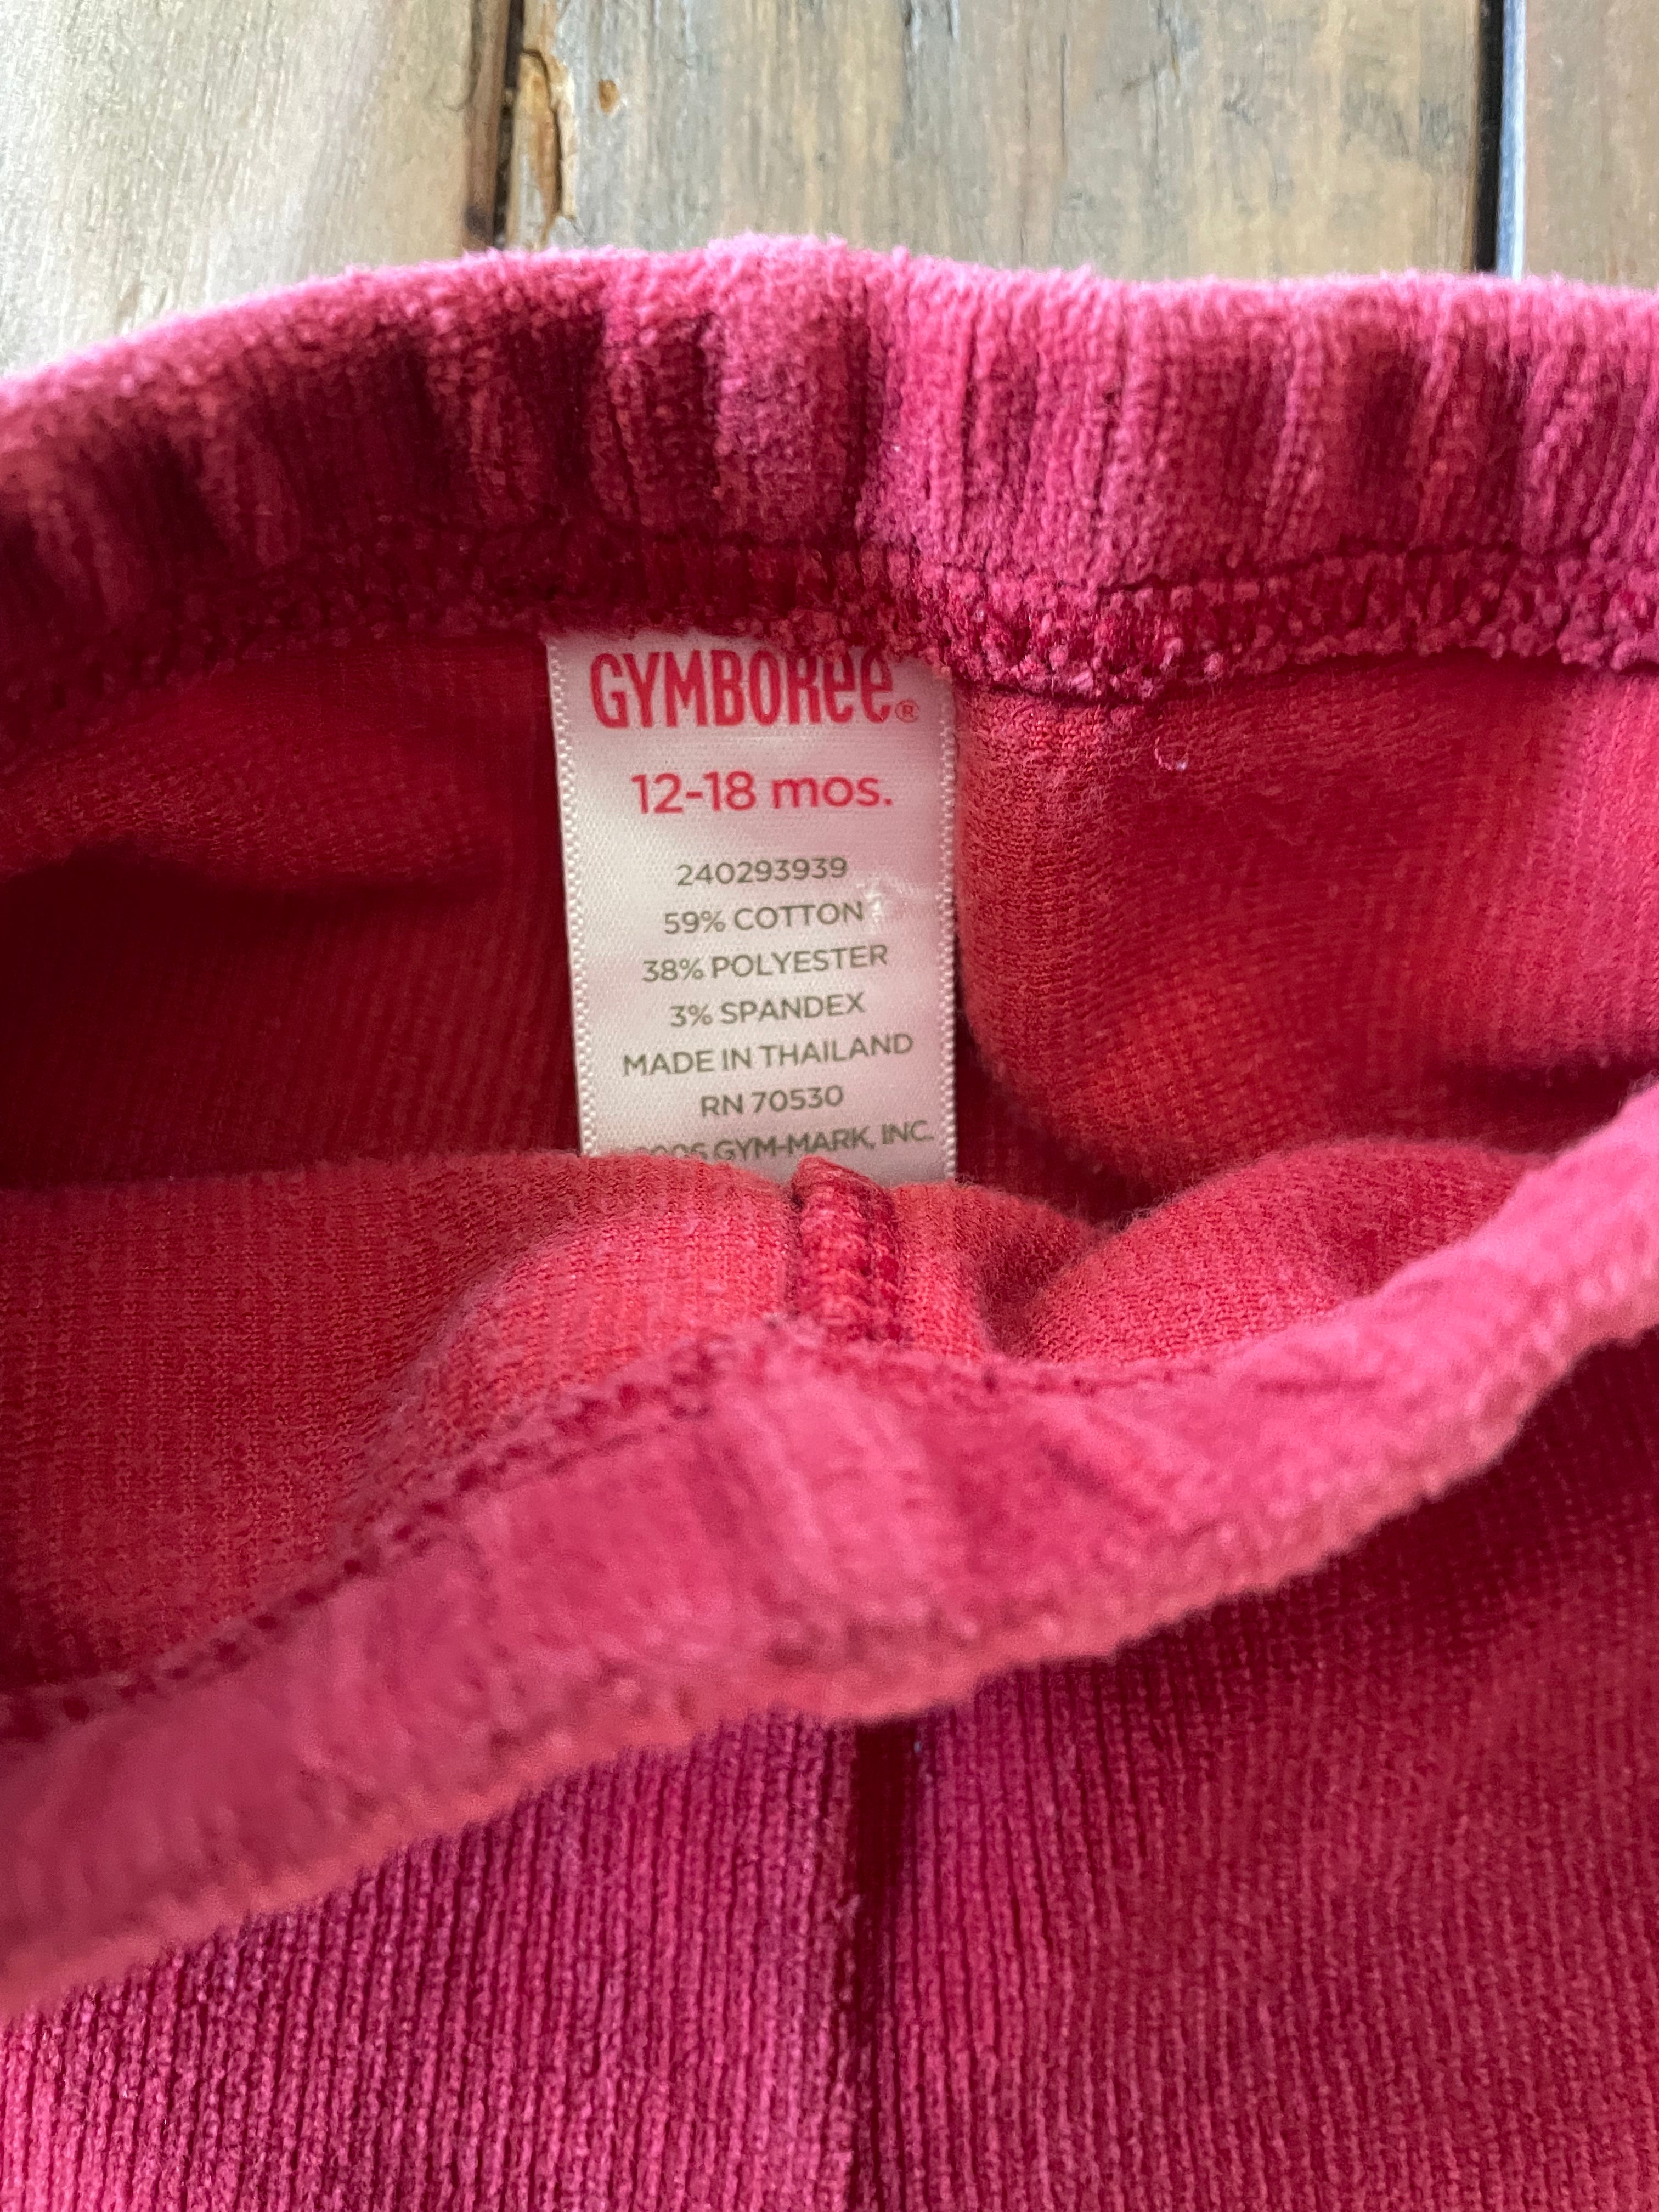 GYMBOREE®
12-18 mos.
240293939
59% COTTON
38% POLYESTER
3% SPANDEX
MADE IN THAILAND
RN 70530
GYM-MARK, INC.